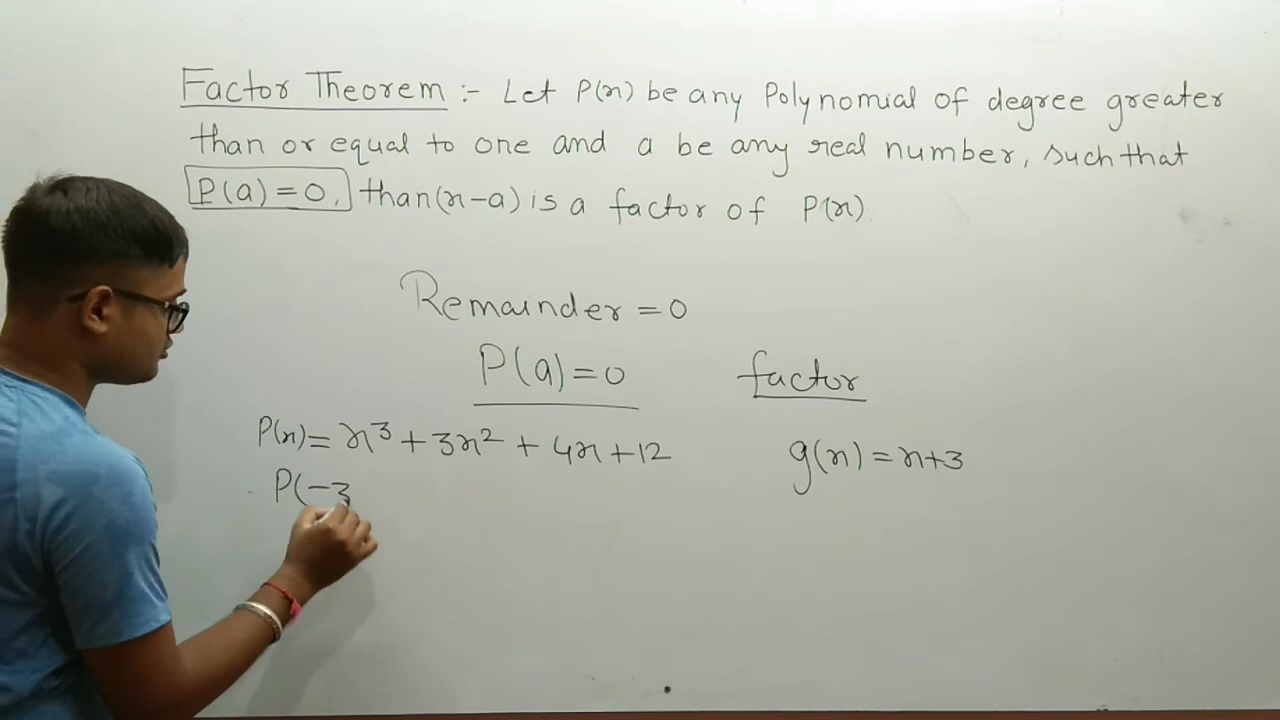 Factor Theorem :- Let P(x) be any Polynomial of degree greater
than or equal to one and a be any real number, such that
P(a) = 0, than (x-a) is a factor of P(x).
Remainder = 0
P(a) = 0 factor
P(x) = x³ + 3x² + 4x + 12 g(x) = x+3
P(-3